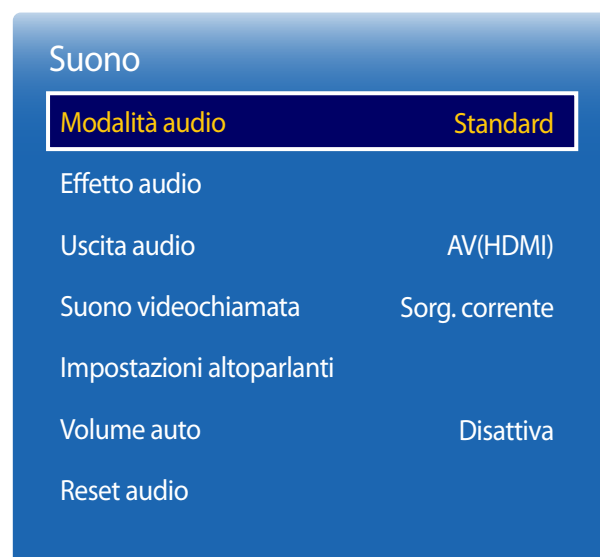 Suono
Modalità audio Standard
Effetto audio
Uscita audio AV(HDMI)
Suono videochiamata Sorg. corrente
Impostazioni altoparlanti
Volume auto Disattiva
Reset audio